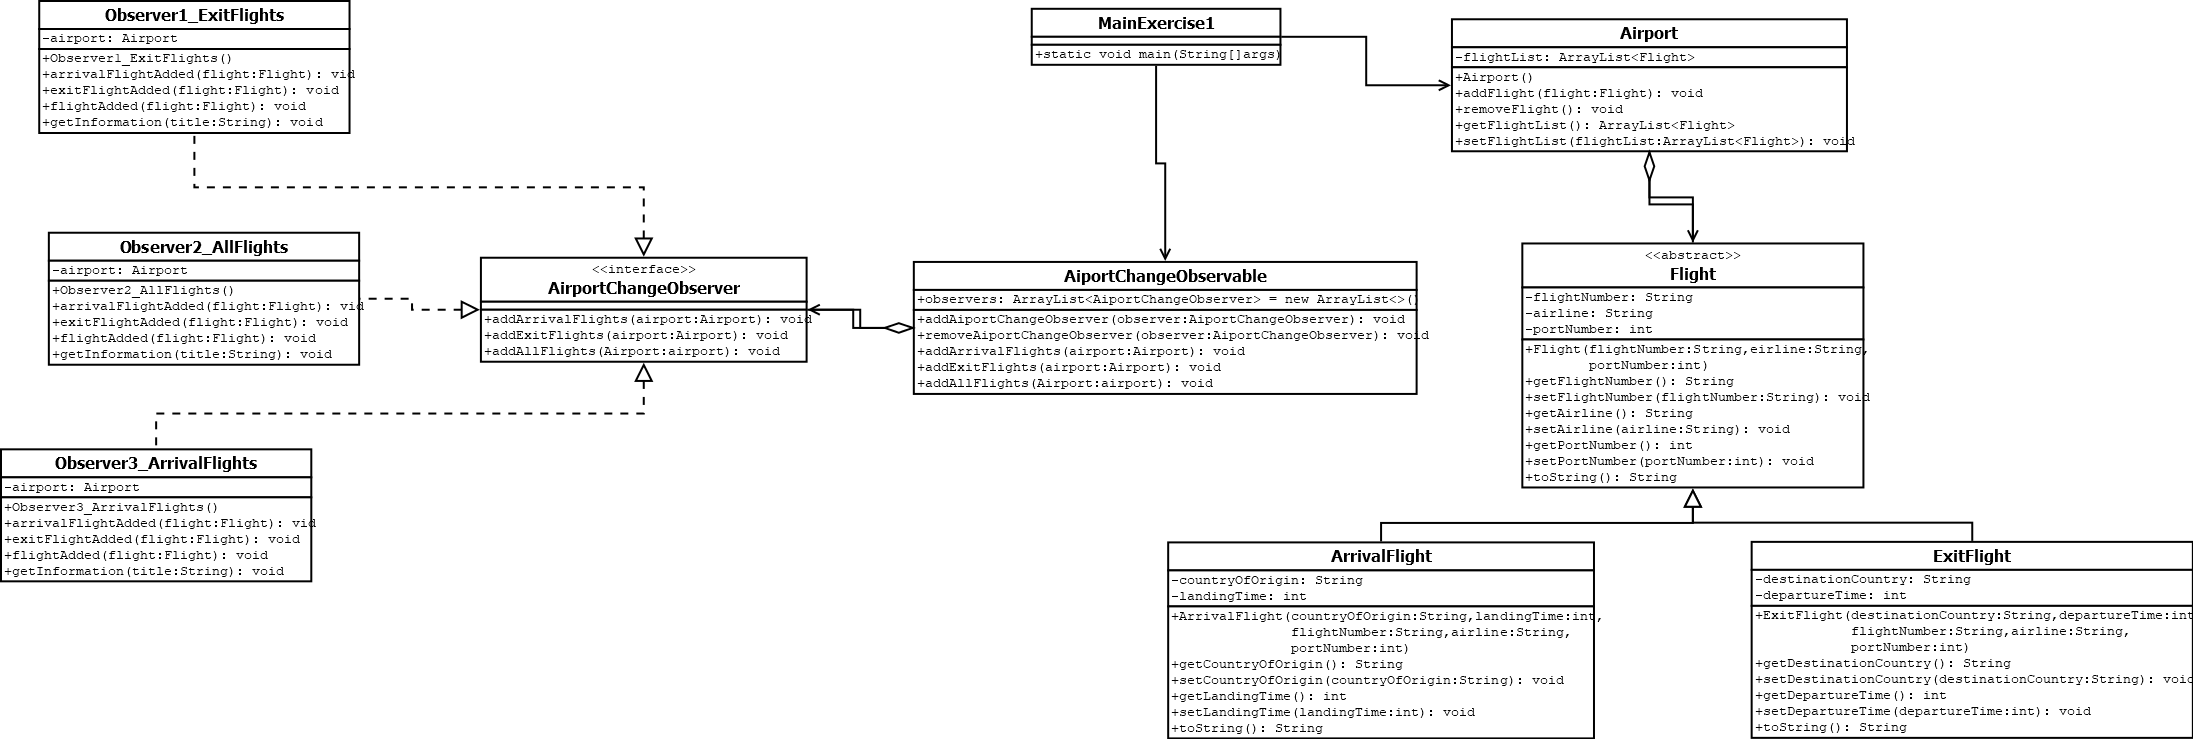 Observer1_ExitFlights
-airport: Airport
+Observer1_ExitFlights()
+arrivalFlightAdded(flight:Flight): vid
+exitFlightAdded(flight:Flight): void
+flightAdded(flight:Flight): void
+getInformation(title:String): void
MainExercise1
+static void main(String[]args)
Airport
-flightList: ArrayList<Flight>
+Airport()
+addFlight(flight:Flight): void
+removeFlight(): void
+getFlightList(): ArrayList<Flight>
+setFlightList(flightList:ArrayList<Flight>): void
Observer2_AllFlights
-airport: Airport
+Observer2_AllFlights()
+arrivalFlightAdded(flight:Flight): vid
+exitFlightAdded(flight:Flight): void
+flightAdded(flight:Flight): void
+getInformation(title:String): void
<<interface>>
AirportChangeObserver
+addArrivalFlights(airport:Airport): void
+addExitFlights(airport:Airport): void
+addAllFlights(Airport:airport): void
AiportChangeObservable
+observers: ArrayList<AiportChangeObserver> = new ArrayList<>()
+addAiportChangeObserver(observer:AiportChangeObserver): void
+removeAiportChangeObserver(observer:AiportChangeObserver): void
+addArrivalFlights(airport:Airport): void
+addExitFlights(airport:Airport): void
+addAllFlights(Airport:airport): void
<<abstract>>
Flight
-flightNumber: String
-airline: String
-portNumber: int
+Flight(flightNumber:String,eirline:String,
portNumber:int)
+getFlightNumber(): String
+setFlightNumber(flightNumber:String): void
+getAirline(): String
+setAirline(airline:String): void
+getPortNumber(): int
+setPortNumber(portNumber:int): void
+toString(): String
Observer3_ArrivalFlights
-airport: Airport
+Observer3_ArrivalFlights()
+arrivalFlightAdded(flight:Flight): vid
+exitFlightAdded(flight:Flight): void
+flightAdded(flight:Flight): void
+getInformation(title:String): void
ArrivalFlight
-countryOfOrigin: String
-landingTime: int
+ArrivalFlight(countryOfOrigin:String,landingTime:int,
flightNumber:String,airline:String,
portNumber:int)
+getCountryOfOrigin(): String
+setCountryOfOrigin(countryOfOrigin:String): void
+getLandingTime(): int
+setLandingTime(landingTime:int): void
+toString(): String
ExitFlight
-destinationCountry: String
-departureTime: int
+ExitFlight(destinationCountry:String,departureTime:int
flightNumber:String,airline:String,
portNumber:int)
+getDestinationCountry(): String
+setDestinationCountry(destinationCountry:String): void
+getDepartureTime(): int
+setDepartureTime(departureTime:int): void
+toString(): String